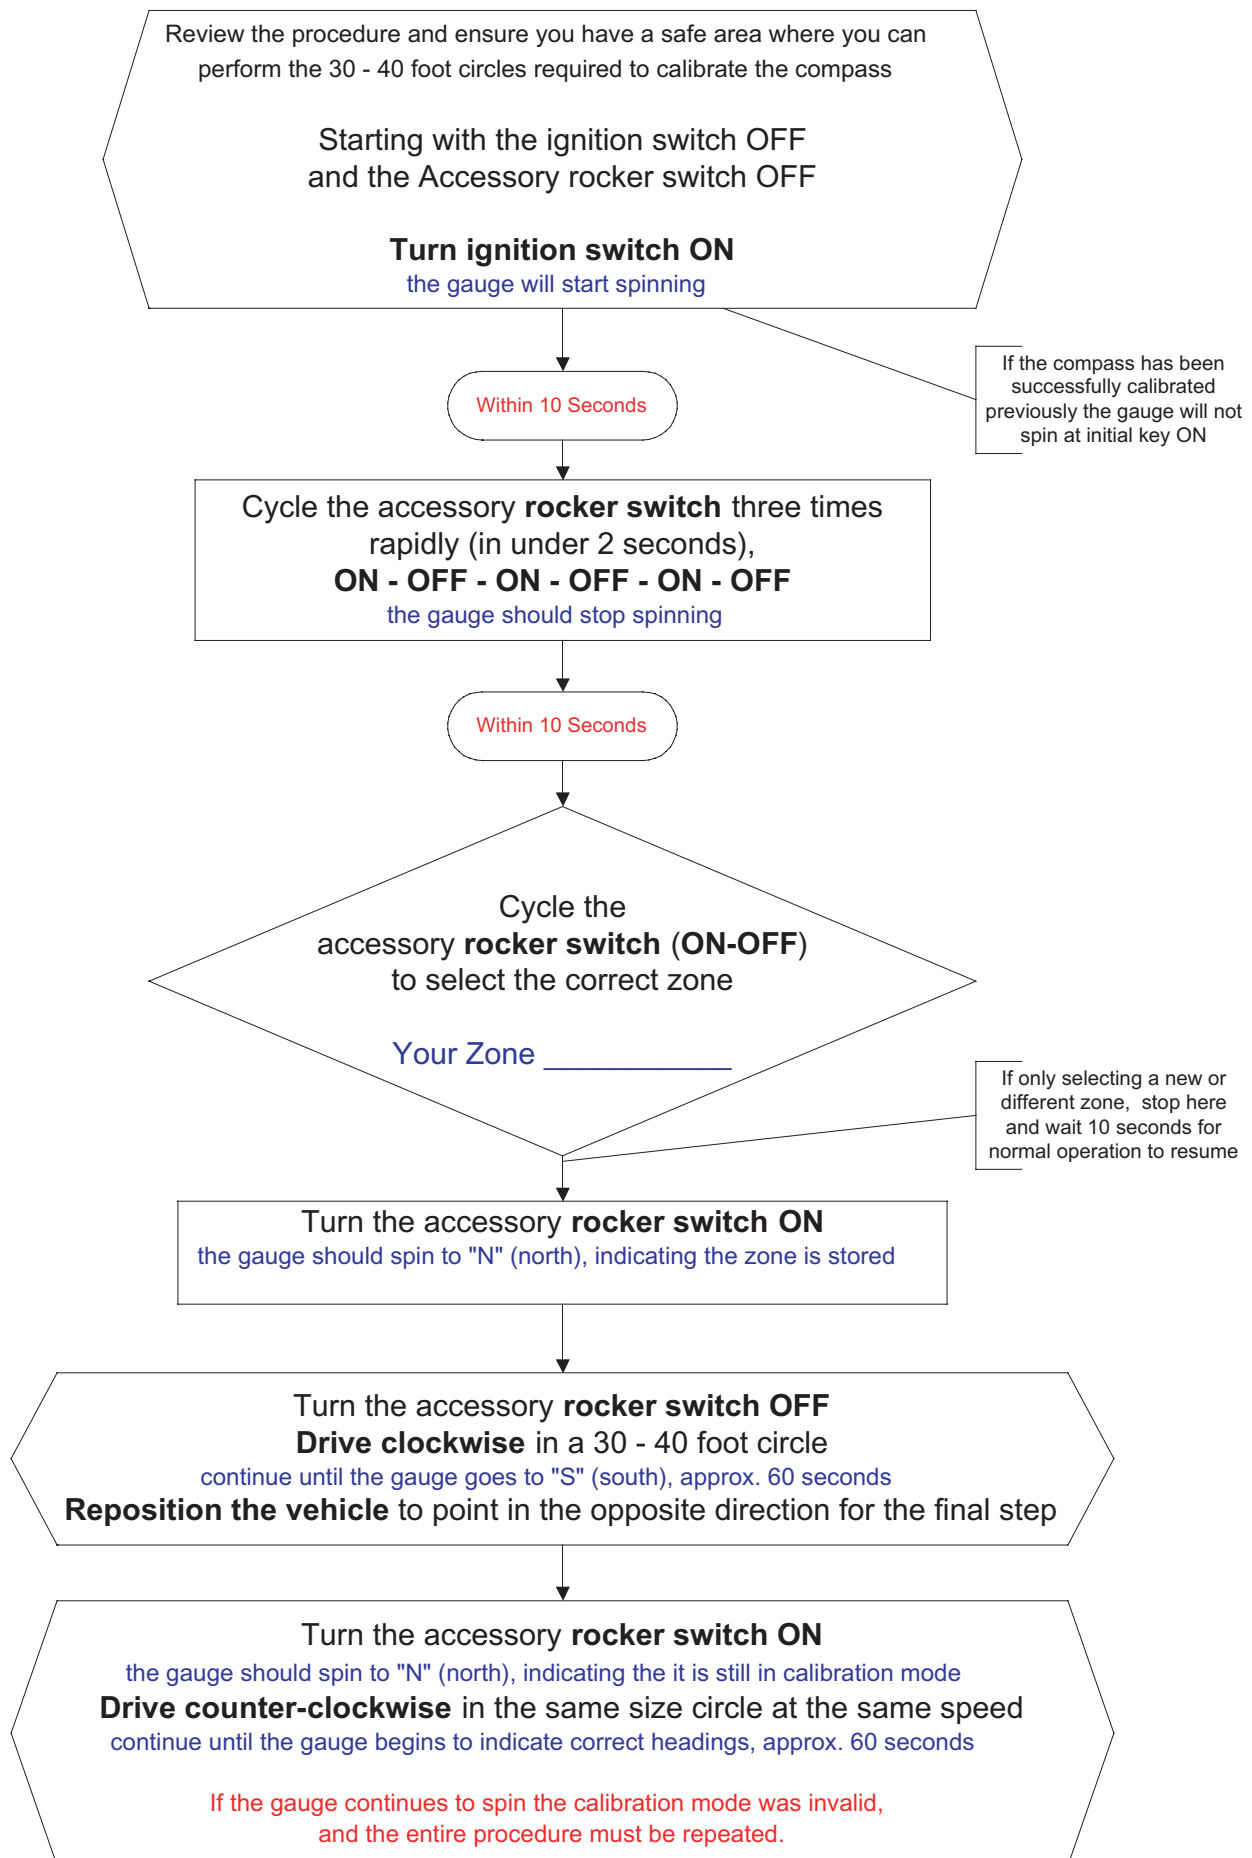 Review the procedure and ensure you have a safe area where you can
perform the 30 - 40 foot circles required to calibrate the compass
Starting with the ignition switch OFF
and the Accessory rocker switch OFF
Turn ignition switch ON
the gauge will start spinning
If the compass has been
successfully calibrated
previously the gauge will not
spin at initial key ON
Within 10 Seconds
Cycle the accessory rocker switch three times
rapidly (in under 2 seconds),
ON - OFF - ON - OFF - ON - OFF
the gauge should stop spinning
Within 10 Seconds
Cycle the
accessory rocker switch (ON-OFF)
to select the correct zone
Your Zone ___________
If only selecting a new or
different zone, stop here
and wait 10 seconds for
normal operation to resume
Turn the accessory rocker switch ON
the gauge should spin to "N" (north), indicating the zone is stored
Turn the accessory rocker switch OFF
Drive clockwise in a 30 - 40 foot circle
continue until the gauge goes to "S" (south), approx. 60 seconds
Reposition the vehicle to point in the opposite direction for the final step
Turn the accessory rocker switch ON
the gauge should spin to "N" (north), indicating the it is still in calibration mode
Drive counter-clockwise in the same size circle at the same speed
continue until the gauge begins to indicate correct headings, approx. 60 seconds
If the gauge continues to spin the calibration mode was invalid,
and the entire procedure must be repeated.